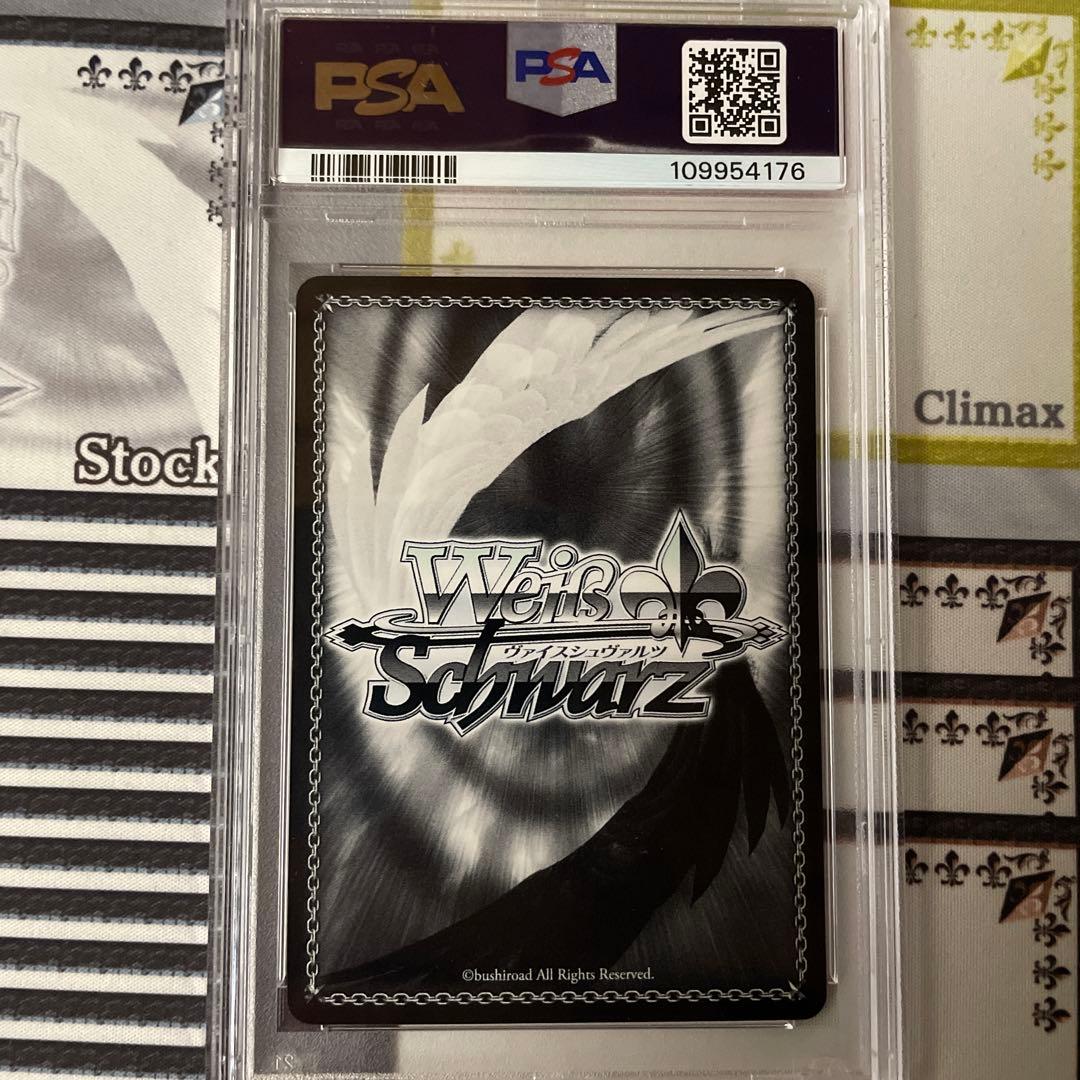 PSA
PSA
109954176
Stock
Climax
Weiß
ヴァイスシュヴァルツ
Schwarz
©bushiroad All Rights Reserved.